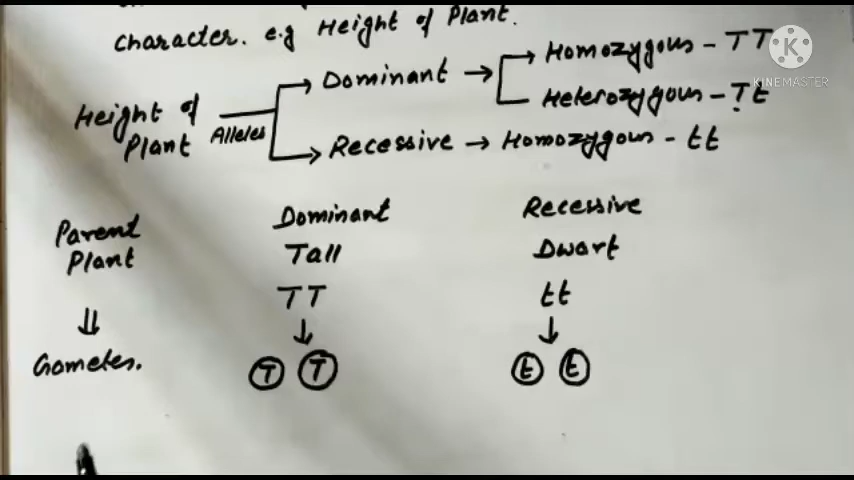 character. e.g Height of Plant.
Height of Plant
Alleles
Dominant → Homozygous - TT
Heterozygous - Tt
Recessive → Homozygous - tt
Parent Plant
Dominant
Tall
TT
Recessive
Dwart
tt
Gametes.
T T
t t
K
KINEMASTER